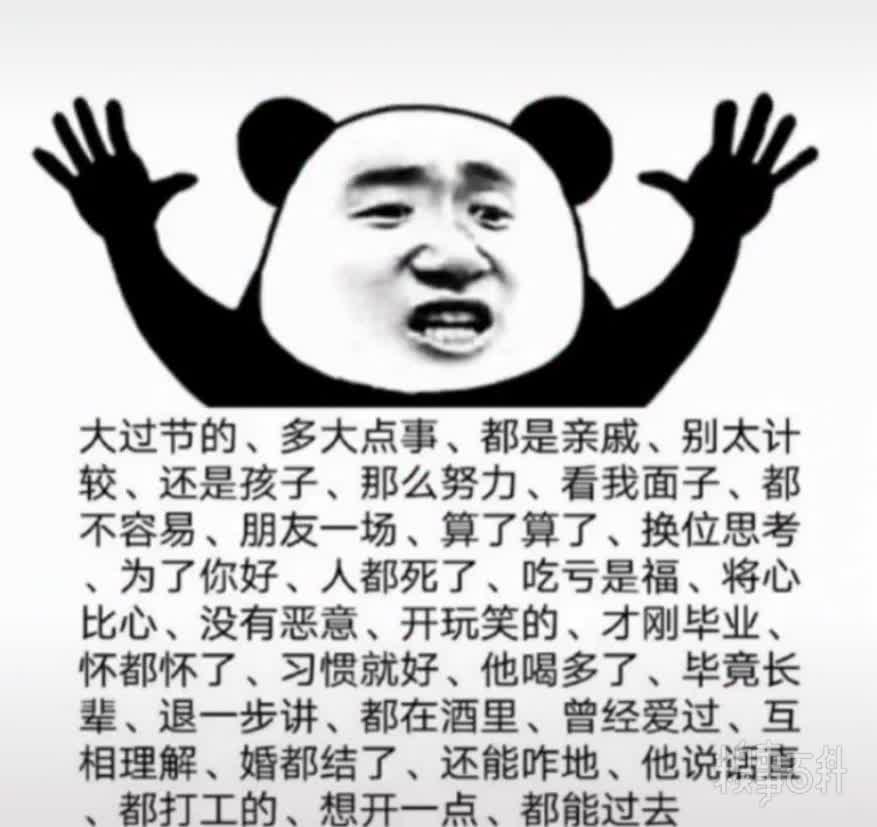 大过节的、多大点事、都是亲戚、别太计
较、还是孩子、那么努力、看我面子、都
不容易、朋友一场、算了算了、换位思考
、为了你好、人都死了、吃亏是福、将心
比心、没有恶意、开玩笑的、才刚毕业、
怀都怀了、习惯就好、他喝多了、毕竟长
辈、退一步讲、都在酒里、曾经爱过、互
相理解、婚都结了、还能咋地、他说话直
、都打工的、想开一点、都能过去
糗事百科